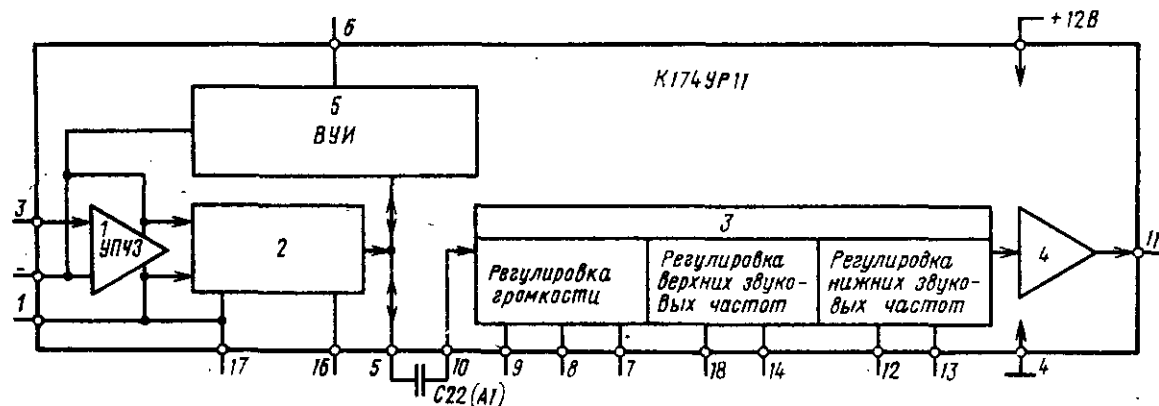 6
+12В
К174УР11
5
ВУИ
3
1
УПЧЗ
2
3
Регулировка
громкости
Регулировка
верхних звуко-
вых частот
Регулировка
нижних звуко-
вых частот
4
11
1
17
16
5
10
9
8
7
18
14
12
13
4
С22 (А1)